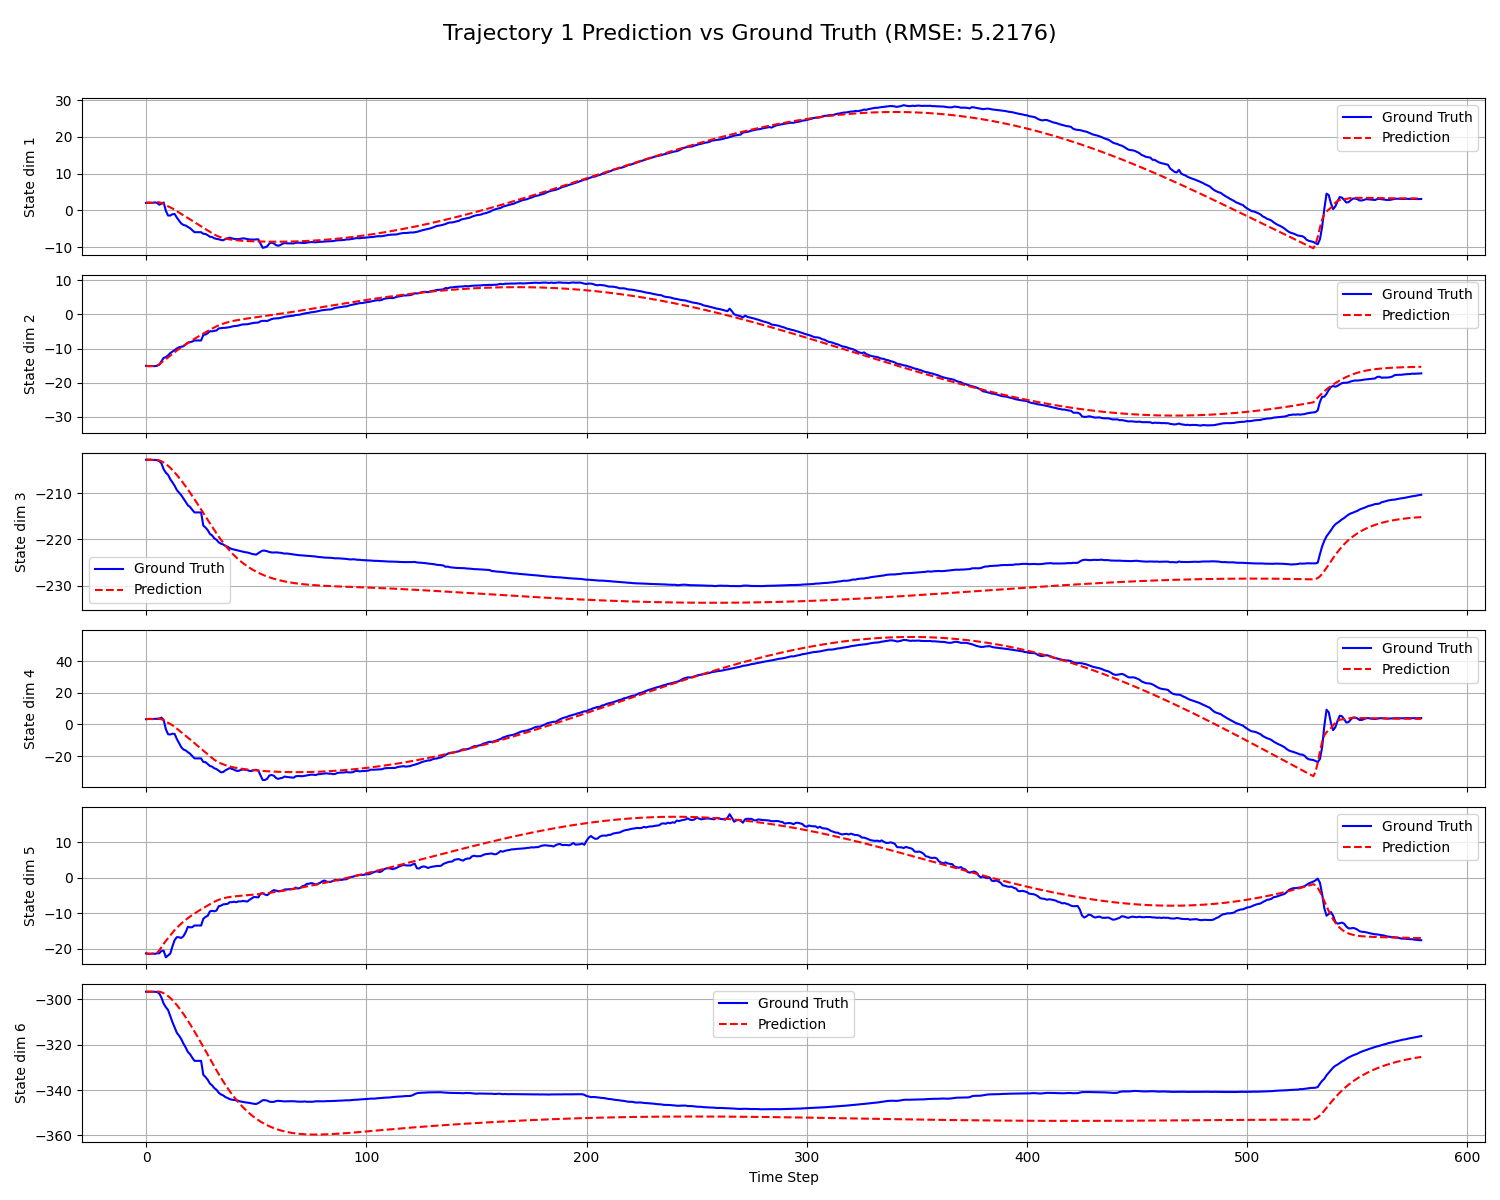 Trajectory 1 Prediction vs Ground Truth (RMSE: 5.2176)
30
20
10
0
−10
State dim 1
Ground Truth
Prediction
10
0
−10
−20
−30
State dim 2
Ground Truth
Prediction
−210
−220
−230
State dim 3
Ground Truth
Prediction
40
20
0
−20
State dim 4
Ground Truth
Prediction
10
0
−10
−20
State dim 5
Ground Truth
Prediction
−300
−320
−340
−360
State dim 6
Ground Truth
Prediction
0 100 200 300 400 500 600
Time Step